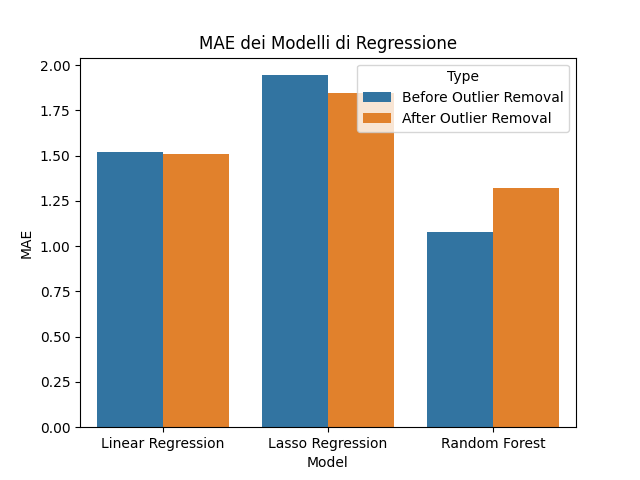 MAE dei Modelli di Regressione
Type
Before Outlier Removal
After Outlier Removal
MAE
2.00
1.75
1.50
1.25
1.00
0.75
0.50
0.25
0.00
Linear Regression
Lasso Regression
Random Forest
Model